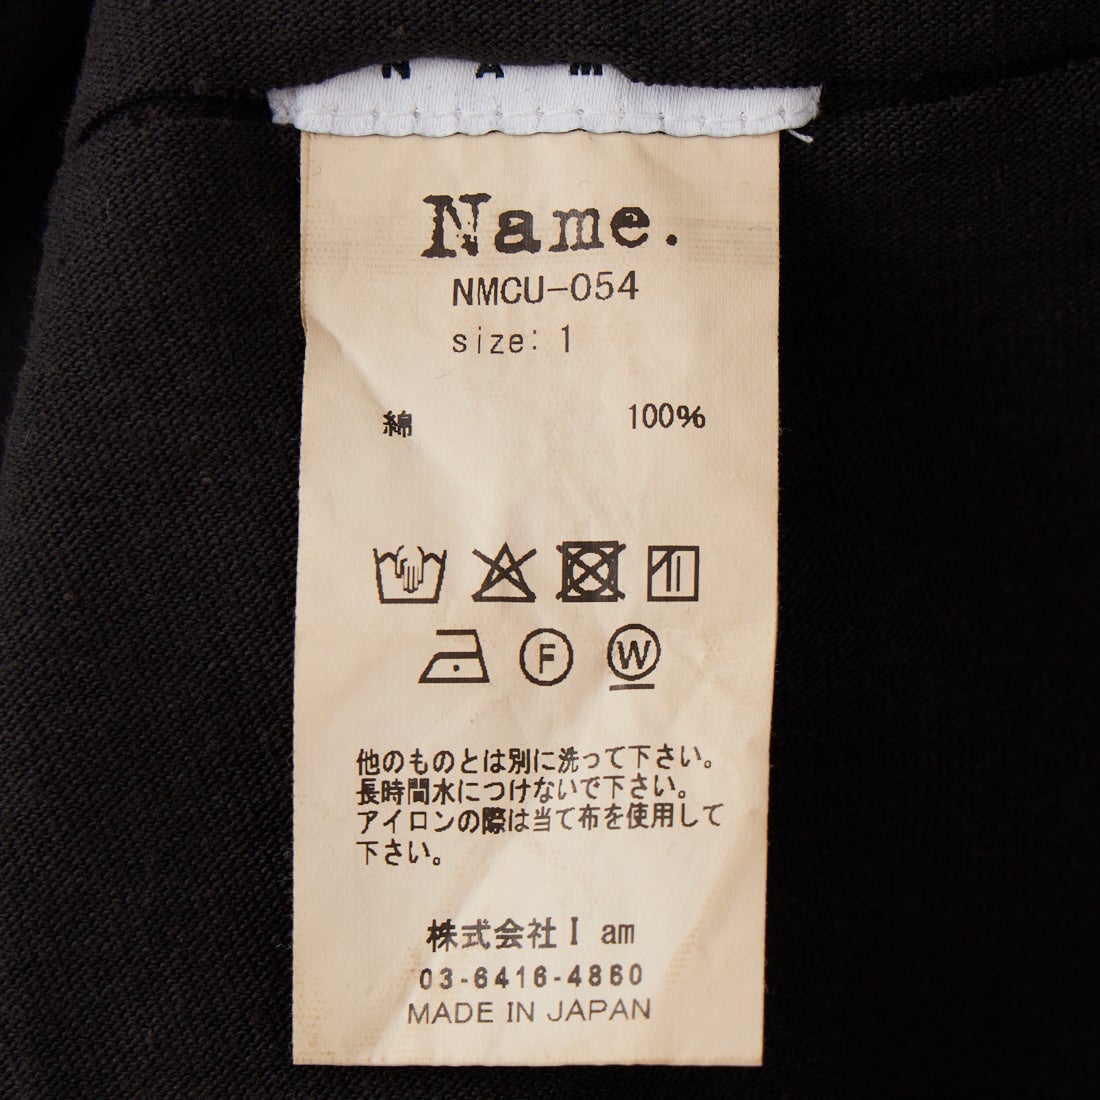 NAM
Name.
NMCU-054
size: 1
綿 100%
F W
他のものとは別に洗って下さい。
長時間水につけないで下さい。
アイロンの際は当て布を使用して
下さい。
株式会社 I am
03-6416-4860
MADE IN JAPAN